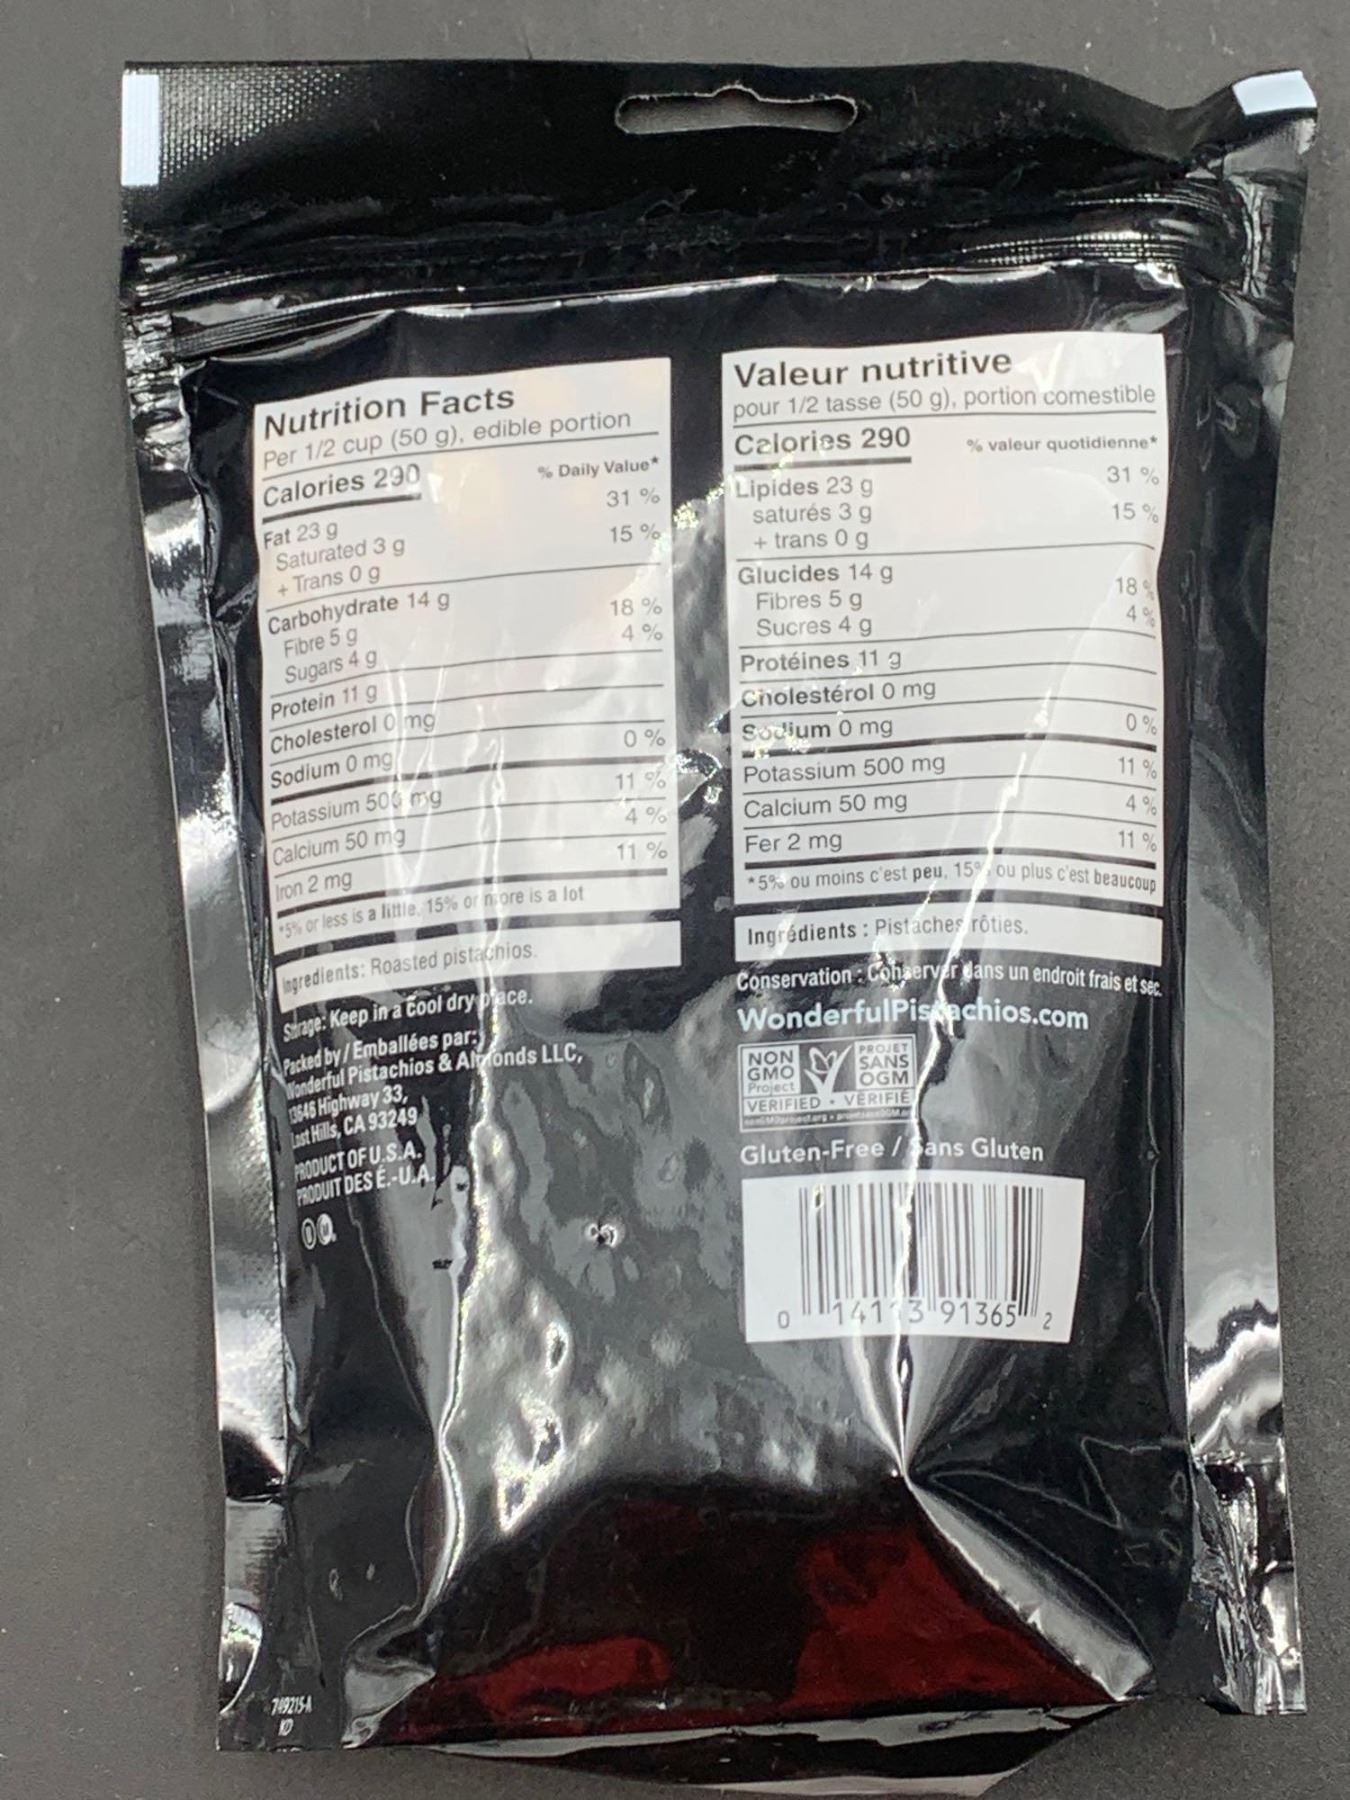 Nutrition Facts
Per 1/2 cup (50 g), edible portion
Calories 290
% Daily Value*
Fat 23 g 31 %
Saturated 3 g 15 %
+ Trans 0 g
Carbohydrate 14 g
Fibre 5 g 18 %
Sugars 4 g 4 %
Protein 11 g
Cholesterol 0 mg
Sodium 0 mg 0 %
Potassium 500 mg 11 %
Calcium 50 mg 4 %
Iron 2 mg 11 %
*5% or less is a little, 15% or more is a lot
Ingredients: Roasted pistachios.
Storage: Keep in a cool dry place.
Packed by / Emballées par:
Wonderful Pistachios & Almonds LLC,
13646 Highway 33,
Lost Hills, CA 93249
PRODUCT OF U.S.A.
PRODUIT DES É.-U.A.
Valeur nutritive
pour 1/2 tasse (50 g), portion comestible
Calories 290
% valeur quotidienne*
Lipides 23 g 31 %
saturés 3 g 15 %
+ trans 0 g
Glucides 14 g
Fibres 5 g 18 %
Sucres 4 g 4 %
Protéines 11 g
Cholestérol 0 mg
Sodium 0 mg 0 %
Potassium 500 mg 11 %
Calcium 50 mg 4 %
Fer 2 mg 11 %
*5% ou moins c'est peu, 15% ou plus c'est beaucoup
Ingrédients : Pistaches rôties.
Conservation : Conserver dans un endroit frais et sec.
WonderfulPistachios.com
NON GMO Project
PROJET SANS OGM
VERIFIED • VÉRIFIÉ
Gluten-Free / Sans Gluten
0 14113 91365 2
749215-A
KD